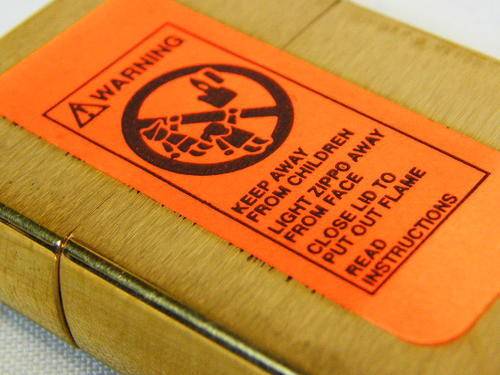 WARNING
KEEP AWAY
FROM CHILDREN
LIGHT ZIPPO AWAY
FROM FACE
CLOSE LID TO
PUT OUT FLAME
READ
INSTRUCTIONS